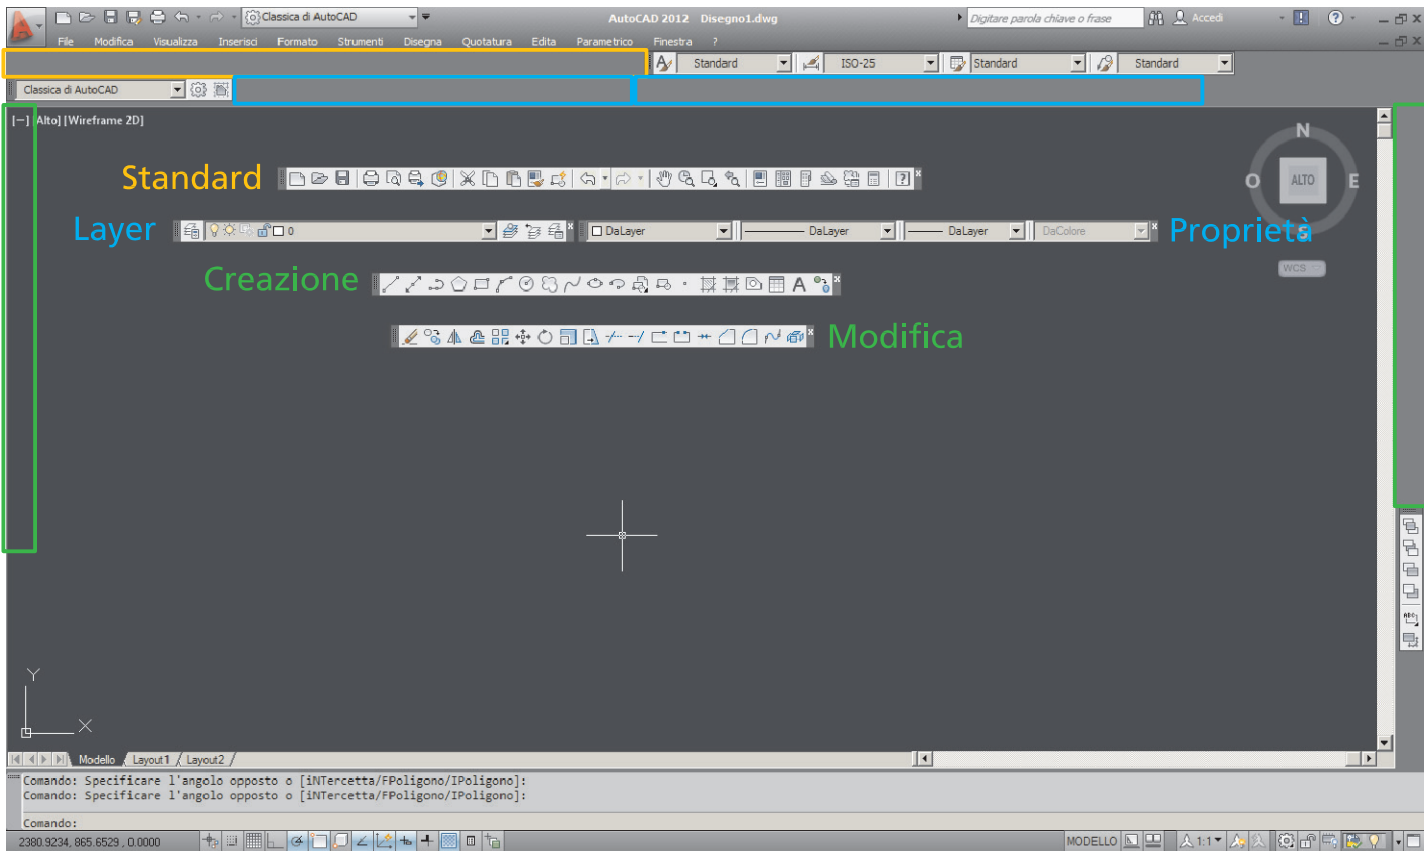 Classica di AutoCAD AutoCAD 2012 Disegno1.dwg Digitare parola chiave o frase Accedi
File Modifica Visualizza Inserisci Formato Strumenti Disegna Quotatura Edita Parametrico Finestra ?
Standard ISO-25 Standard Standard
Classica di AutoCAD
[−] [Alto] [Wireframe 2D]
N
Standard
O ALTO E
Layer 0 DaLayer DaLayer DaLayer DaColore Proprietà
S
WCS
Creazione A
Modifica
ABC
Y
X
Modello Layout1 Layout2
Comando: Specificare l'angolo opposto o [iNTercetta/FPoligono/IPoligono]:
Comando: Specificare l'angolo opposto o [iNTercetta/FPoligono/IPoligono]:
Comando:
2380.9234, 865.6529 , 0.0000 MODELLO 1:1